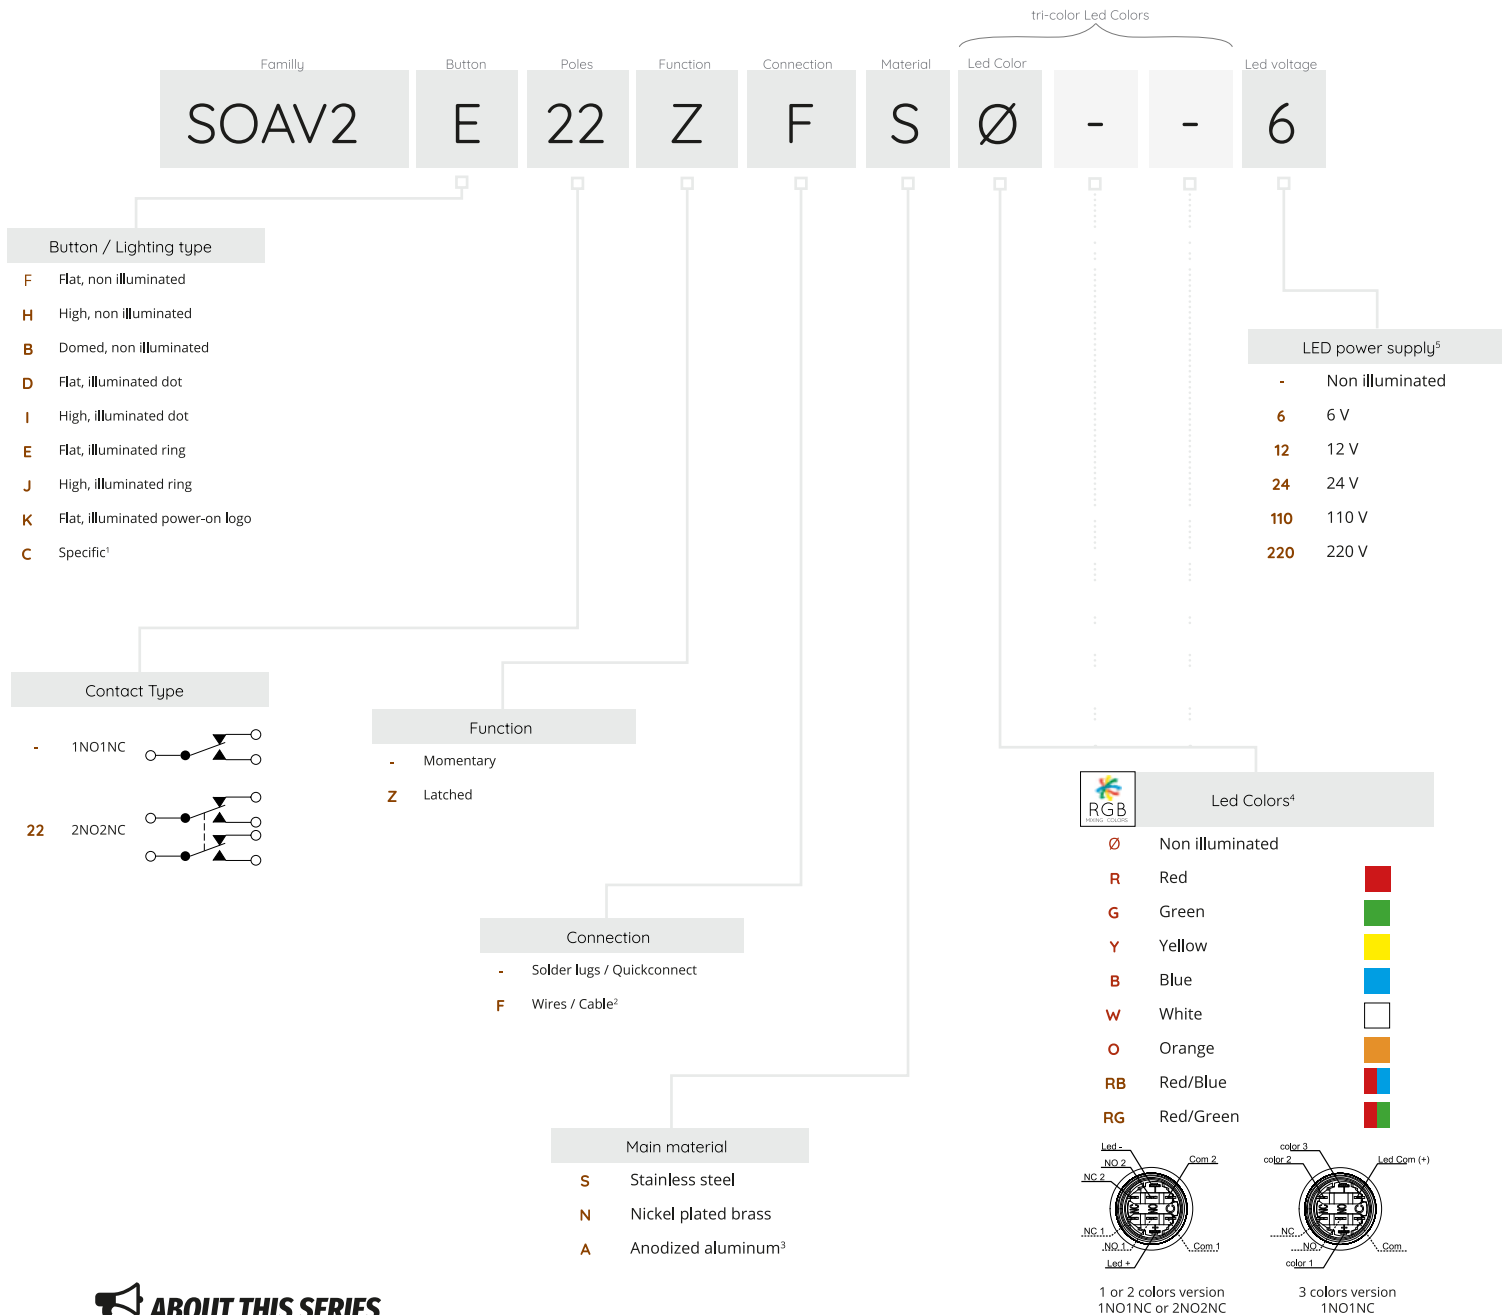 tri-color Led Colors
Familly Button Poles Function Connection Material Led Color Led voltage
SOAV2 E 22 Z F S Ø - - 6
Button / Lighting type
F Flat, non illuminated
H High, non illuminated
B Domed, non illuminated
D Flat, illuminated dot
I High, illuminated dot
E Flat, illuminated ring
J High, illuminated ring
K Flat, illuminated power-on logo
C Specific¹
LED power supply⁵
- Non illuminated
6 6 V
12 12 V
24 24 V
110 110 V
220 220 V
Contact Type
- 1NO1NC
22 2NO2NC
Function
- Momentary
Z Latched
Connection
- Solder lugs / Quickconnect
F Wires / Cable²
Main material
S Stainless steel
N Nickel plated brass
A Anodized aluminum³
RGB
MIXING COLORS
Led Colors⁴
Ø Non illuminated
R Red
G Green
Y Yellow
B Blue
W White
O Orange
RB Red/Blue
RG Red/Green
Led -
NO 2
Com 2
NC 2
NC 1
NO 1
Com 1
Led +
1 or 2 colors version
1NO1NC or 2NO2NC
color 3
color 2
Led Com (+)
NC
NO
Com
color 1
3 colors version
1NO1NC
ABOUT THIS SERIES